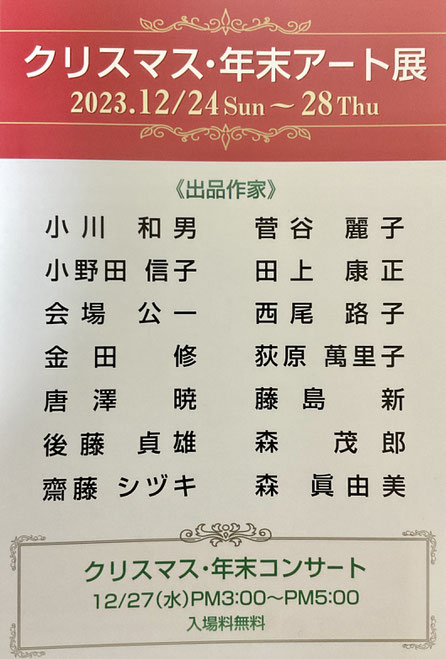 クリスマス・年末アート展
2023.12/24 Sun～28 Thu
《出品作家》
小川 和男
小野田 信子
会場 公一
金田 修
唐澤 暁
後藤 貞雄
齋藤 シヅキ
菅谷 麗子
田上 康正
西尾 路子
荻原 萬里子
藤島 新
森 茂郎
森 眞由美
クリスマス・年末コンサート
12/27(水)PM3:00～PM5:00
入場料無料